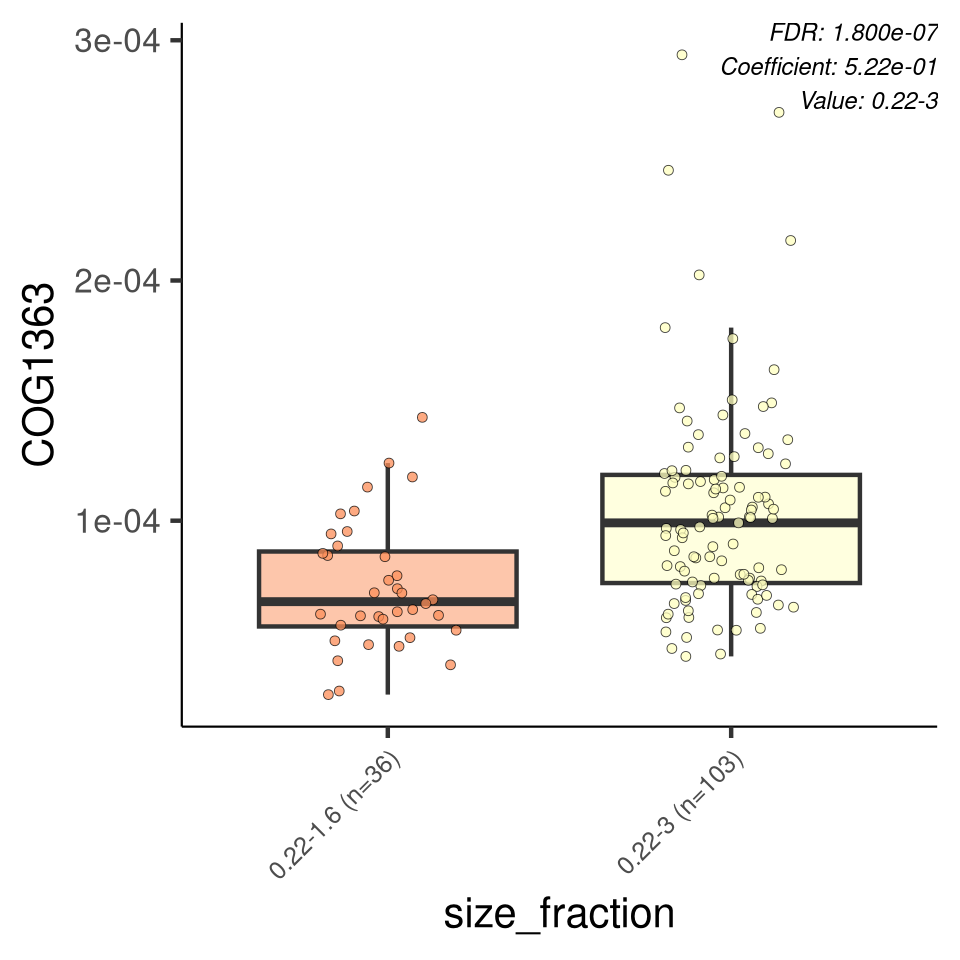 FDR: 1.800e-07
Coefficient: 5.22e-01
Value: 0.22-3
3e-04
2e-04
1e-04
COG1363
0.22-1.6 (n=36)
0.22-3 (n=103)
size_fraction